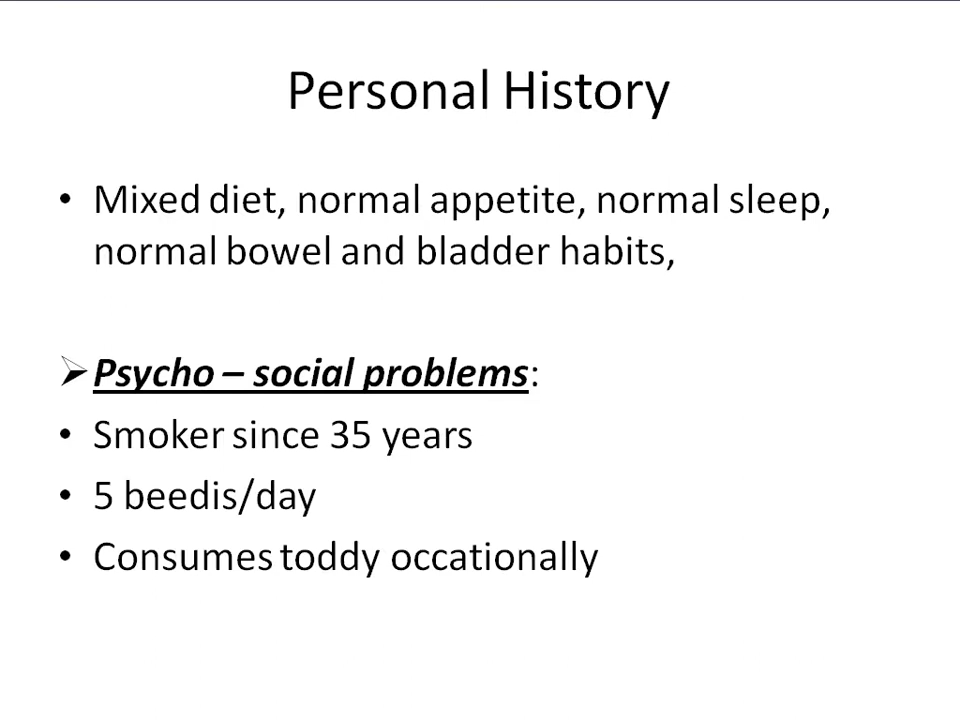 Personal History
• Mixed diet, normal appetite, normal sleep,
normal bowel and bladder habits,
➢ Psycho – social problems:
• Smoker since 35 years
• 5 beedis/day
• Consumes toddy occationally